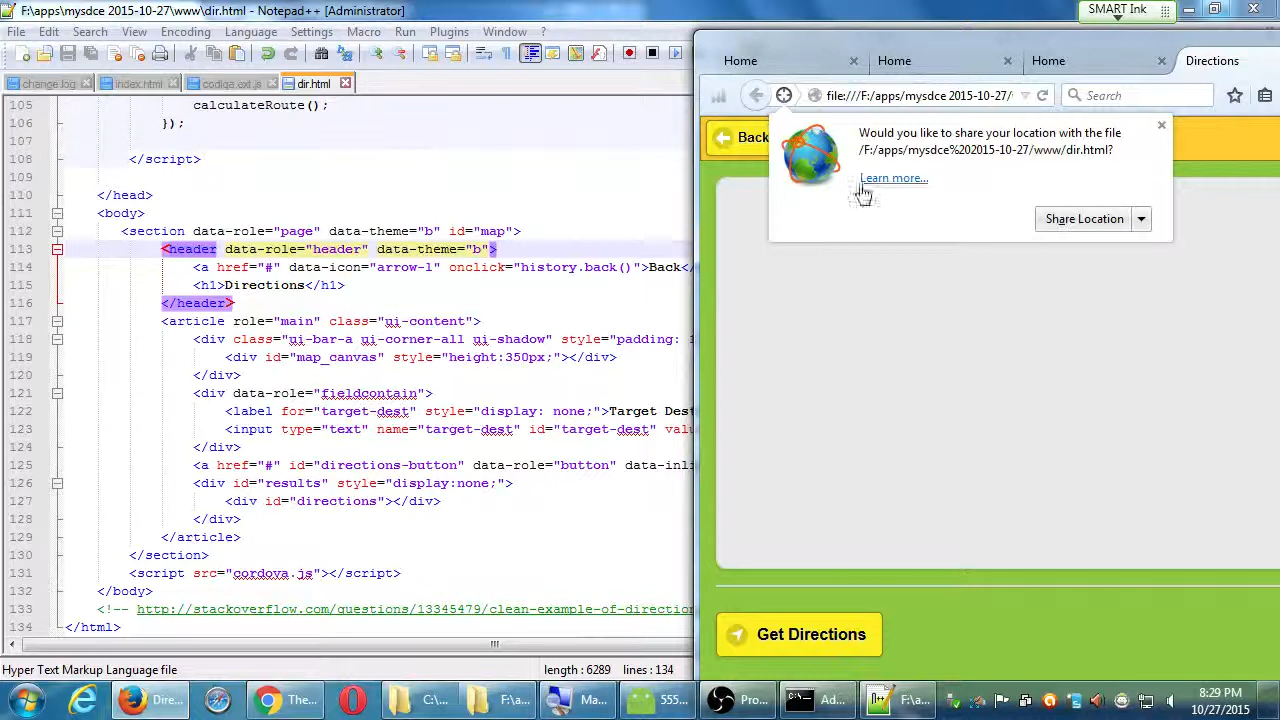 F:\apps\mysdce 2015-10-27\www\dir.html - Notepad++ [Administrator]
SMART Ink
File Edit Search View Encoding Language Settings Macro Run Plugins Window ?
change.log index.html codiqa.ext.js dir.html
105 calculateRoute();
106 });
107
108 </script>
109
110 </head>
111 <body>
112 <section data-role="page" data-theme="b" id="map">
113 <header data-role="header" data-theme="b">
114 <a href="#" data-icon="arrow-l" onclick="history.back()">Back</
115 <h1>Directions</h1>
116 </header>
117 <article role="main" class="ui-content">
118 <div class="ui-bar-a ui-corner-all ui-shadow" style="padding: 1
119 <div id="map_canvas" style="height:350px;"></div>
120 </div>
121 <div data-role="fieldcontain">
122 <label for="target-dest" style="display: none;">Target Dest
123 <input type="text" name="target-dest" id="target-dest" valu
124 </div>
125 <a href="#" id="directions-button" data-role="button" data-inli
126 <div id="results" style="display:none;">
127 <div id="directions"></div>
128 </div>
129 </article>
130 </section>
131 <script src="cordova.js"></script>
132 </body>
133 <!-- http://stackoverflow.com/questions/13345479/clean-example-of-direction
134 </html>
Hyper Text Markup Language file length : 6289 lines : 134
Home Home Home Directions
file:///F:/apps/mysdce 2015-10-27/ Search
Back
Would you like to share your location with the file
/F:/apps/mysdce%202015-10-27/www/dir.html?
Learn more...
Share Location
Get Directions
Dire... The... C:\... F:\a... Ma... 555... Pro... Ad... F:\a...
8:29 PM
10/27/2015